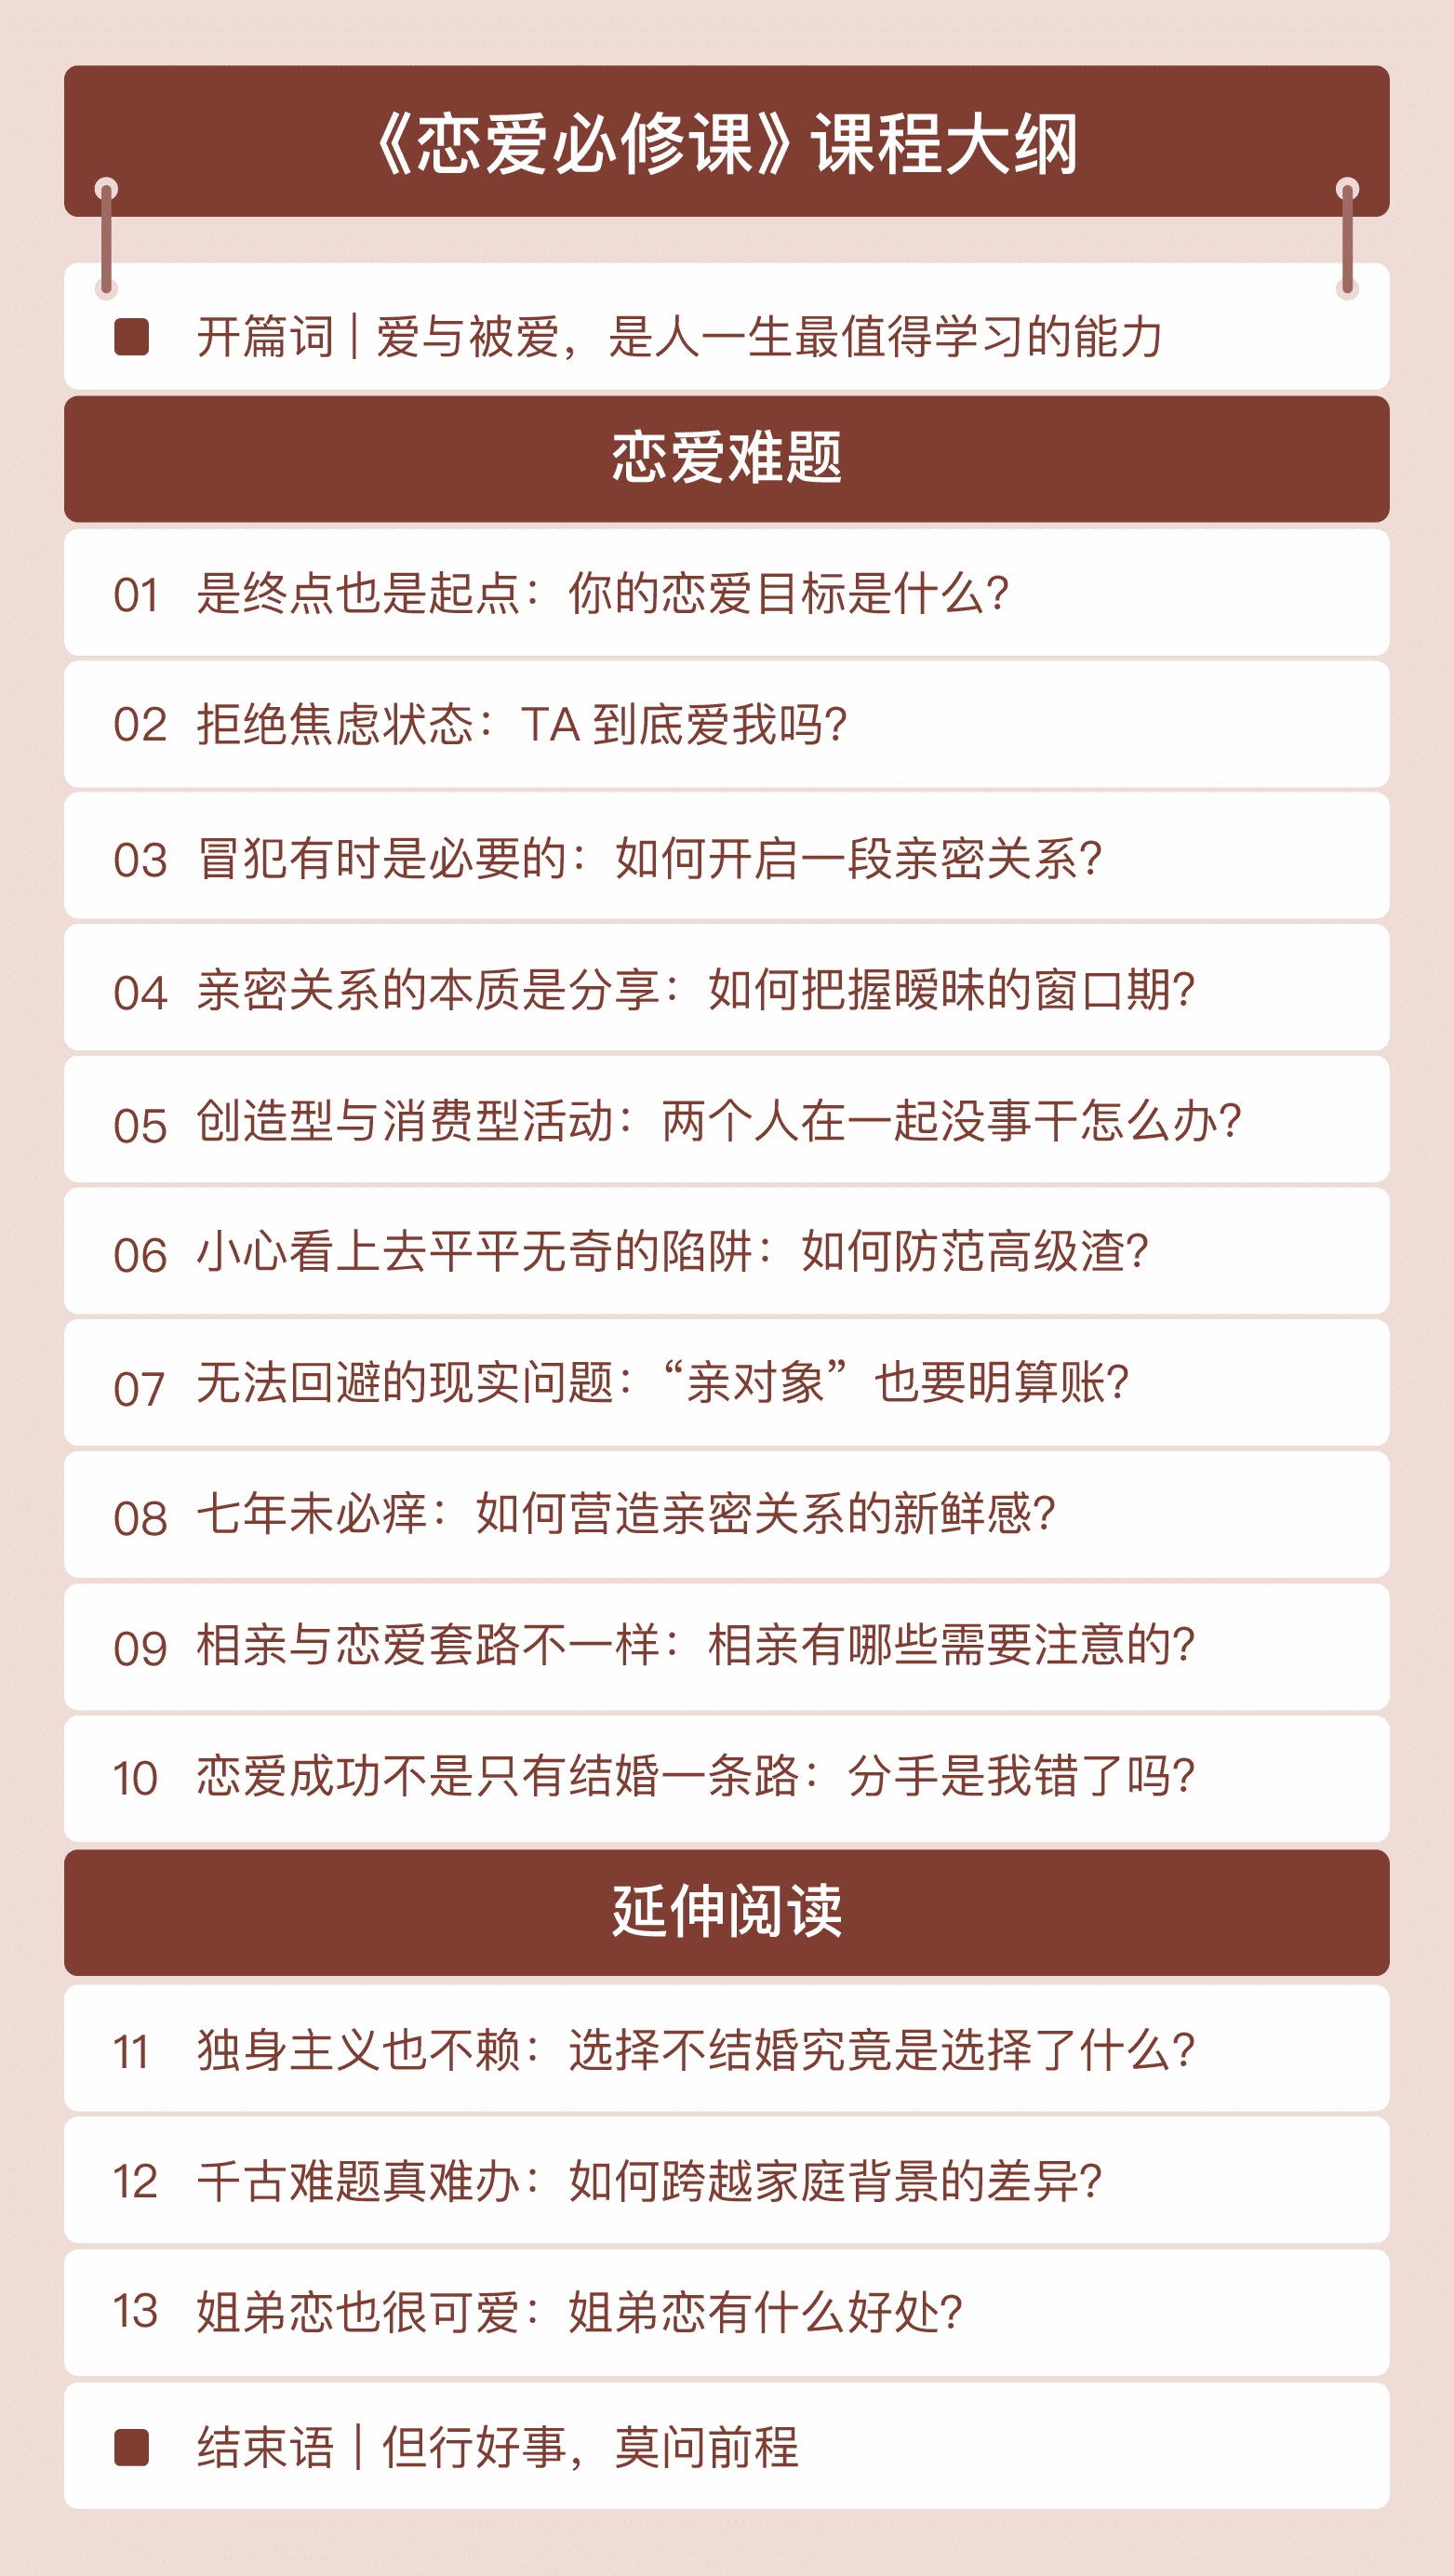 《恋爱必修课》课程大纲
开篇词｜爱与被爱，是人一生最值得学习的能力
恋爱难题
01 是终点也是起点：你的恋爱目标是什么？
02 拒绝焦虑状态：TA 到底爱我吗？
03 冒犯有时是必要的：如何开启一段亲密关系？
04 亲密关系的本质是分享：如何把握暧昧的窗口期？
05 创造型与消费型活动：两个人在一起没事干怎么办？
06 小心看上去平平无奇的陷阱：如何防范高级渣？
07 无法回避的现实问题：“亲对象”也要明算账？
08 七年未必痒：如何营造亲密关系的新鲜感？
09 相亲与恋爱套路不一样：相亲有哪些需要注意的？
10 恋爱成功不是只有结婚一条路：分手是我错了吗？
延伸阅读
11 独身主义也不赖：选择不结婚究竟是选择了什么？
12 千古难题真难办：如何跨越家庭背景的差异？
13 姐弟恋也很可爱：姐弟恋有什么好处？
结束语｜但行好事，莫问前程